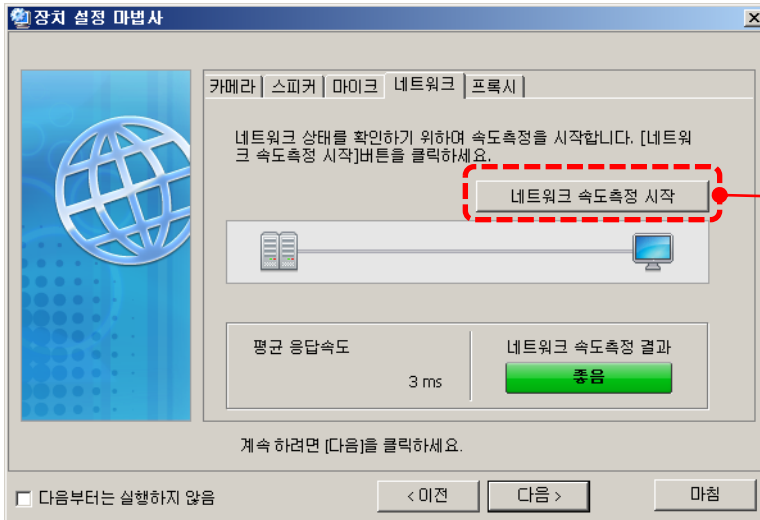 장치 설정 마법사
카메라 스피커 마이크 네트워크 프록시
네트워크 상태를 확인하기 위하여 속도측정을 시작합니다. [네트워
크 속도측정 시작]버튼을 클릭하세요.
네트워크 속도측정 시작
평균 응답속도
3 ms
네트워크 속도측정 결과
좋음
계속 하려면 [다음]을 클릭하세요.
다음부터는 실행하지 않음
< 이전 다음 > 마침